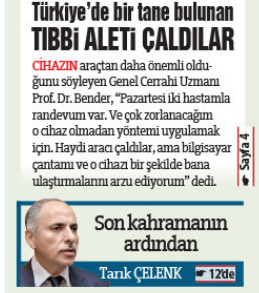 Türkiye'de bir tane bulunan
TIBBİ ALETİ ÇALDILAR
CİHAZIN araçtan daha önemli oldu-
ğunu söyleyen Genel Cerrahi Uzmanı
Prof. Dr. Bender, “Pazartesi iki hastamla
randevum var. Ve çok zorlanacağım
o cihaz olmadan yöntemi uygulamak
için. Haydi aracı çaldılar, ama bilgisayar
çantamı ve o cihazı bir şekilde bana
ulaştırmalarını arzu ediyorum” dedi.
Sayfa 4
Son kahramanın
ardından
Tarık ÇELENK
12'de